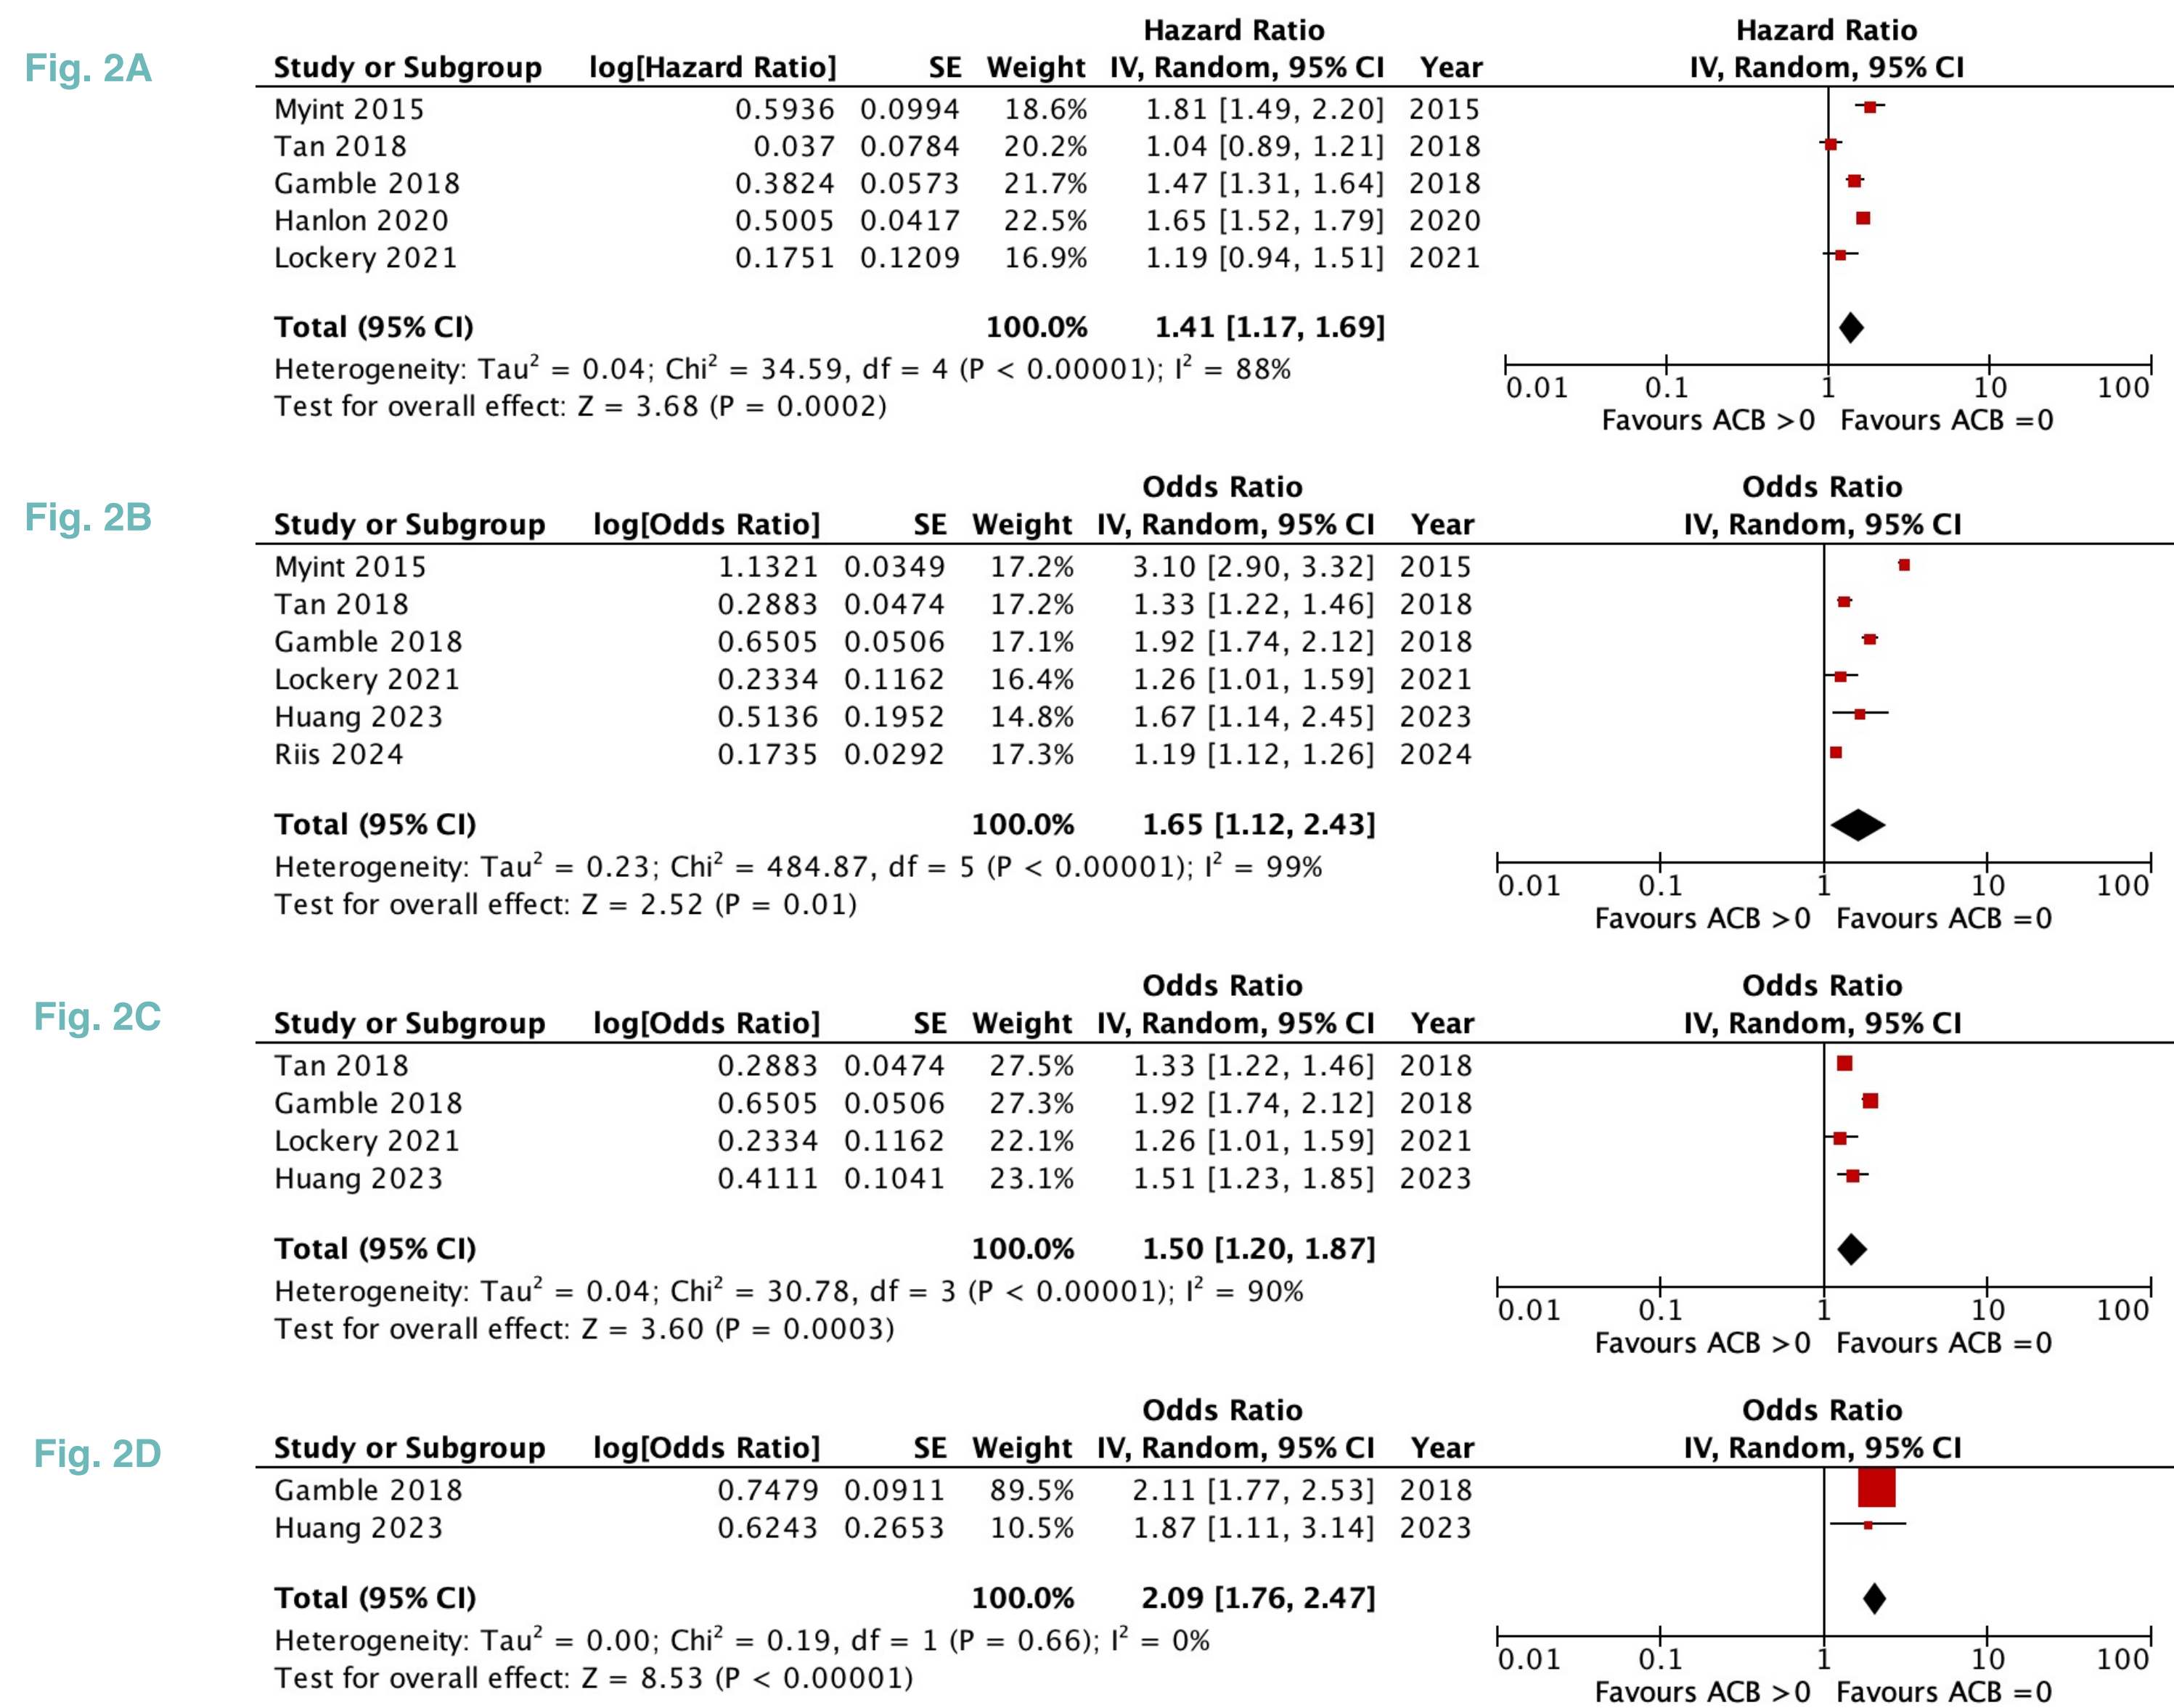 Fig. 2A
Hazard Ratio Hazard Ratio
Study or Subgroup log[Hazard Ratio] SE Weight IV, Random, 95% CI Year IV, Random, 95% CI
Myint 2015 0.5936 0.0994 18.6% 1.81 [1.49, 2.20] 2015
Tan 2018 0.037 0.0784 20.2% 1.04 [0.89, 1.21] 2018
Gamble 2018 0.3824 0.0573 21.7% 1.47 [1.31, 1.64] 2018
Hanlon 2020 0.5005 0.0417 22.5% 1.65 [1.52, 1.79] 2020
Lockery 2021 0.1751 0.1209 16.9% 1.19 [0.94, 1.51] 2021
Total (95% CI) 100.0% 1.41 [1.17, 1.69]
Heterogeneity: Tau² = 0.04; Chi² = 34.59, df = 4 (P < 0.00001); I² = 88%
Test for overall effect: Z = 3.68 (P = 0.0002)
0.01 0.1 1 10 100
Favours ACB >0 Favours ACB =0
Fig. 2B
Odds Ratio Odds Ratio
Study or Subgroup log[Odds Ratio] SE Weight IV, Random, 95% CI Year IV, Random, 95% CI
Myint 2015 1.1321 0.0349 17.2% 3.10 [2.90, 3.32] 2015
Tan 2018 0.2883 0.0474 17.2% 1.33 [1.22, 1.46] 2018
Gamble 2018 0.6505 0.0506 17.1% 1.92 [1.74, 2.12] 2018
Lockery 2021 0.2334 0.1162 16.4% 1.26 [1.01, 1.59] 2021
Huang 2023 0.5136 0.1952 14.8% 1.67 [1.14, 2.45] 2023
Riis 2024 0.1735 0.0292 17.3% 1.19 [1.12, 1.26] 2024
Total (95% CI) 100.0% 1.65 [1.12, 2.43]
Heterogeneity: Tau² = 0.23; Chi² = 484.87, df = 5 (P < 0.00001); I² = 99%
Test for overall effect: Z = 2.52 (P = 0.01)
0.01 0.1 1 10 100
Favours ACB >0 Favours ACB =0
Fig. 2C
Odds Ratio Odds Ratio
Study or Subgroup log[Odds Ratio] SE Weight IV, Random, 95% CI Year IV, Random, 95% CI
Tan 2018 0.2883 0.0474 27.5% 1.33 [1.22, 1.46] 2018
Gamble 2018 0.6505 0.0506 27.3% 1.92 [1.74, 2.12] 2018
Lockery 2021 0.2334 0.1162 22.1% 1.26 [1.01, 1.59] 2021
Huang 2023 0.4111 0.1041 23.1% 1.51 [1.23, 1.85] 2023
Total (95% CI) 100.0% 1.50 [1.20, 1.87]
Heterogeneity: Tau² = 0.04; Chi² = 30.78, df = 3 (P < 0.00001); I² = 90%
Test for overall effect: Z = 3.60 (P = 0.0003)
0.01 0.1 1 10 100
Favours ACB >0 Favours ACB =0
Fig. 2D
Odds Ratio Odds Ratio
Study or Subgroup log[Odds Ratio] SE Weight IV, Random, 95% CI Year IV, Random, 95% CI
Gamble 2018 0.7479 0.0911 89.5% 2.11 [1.77, 2.53] 2018
Huang 2023 0.6243 0.2653 10.5% 1.87 [1.11, 3.14] 2023
Total (95% CI) 100.0% 2.09 [1.76, 2.47]
Heterogeneity: Tau² = 0.00; Chi² = 0.19, df = 1 (P = 0.66); I² = 0%
Test for overall effect: Z = 8.53 (P < 0.00001)
0.01 0.1 1 10 100
Favours ACB >0 Favours ACB =0